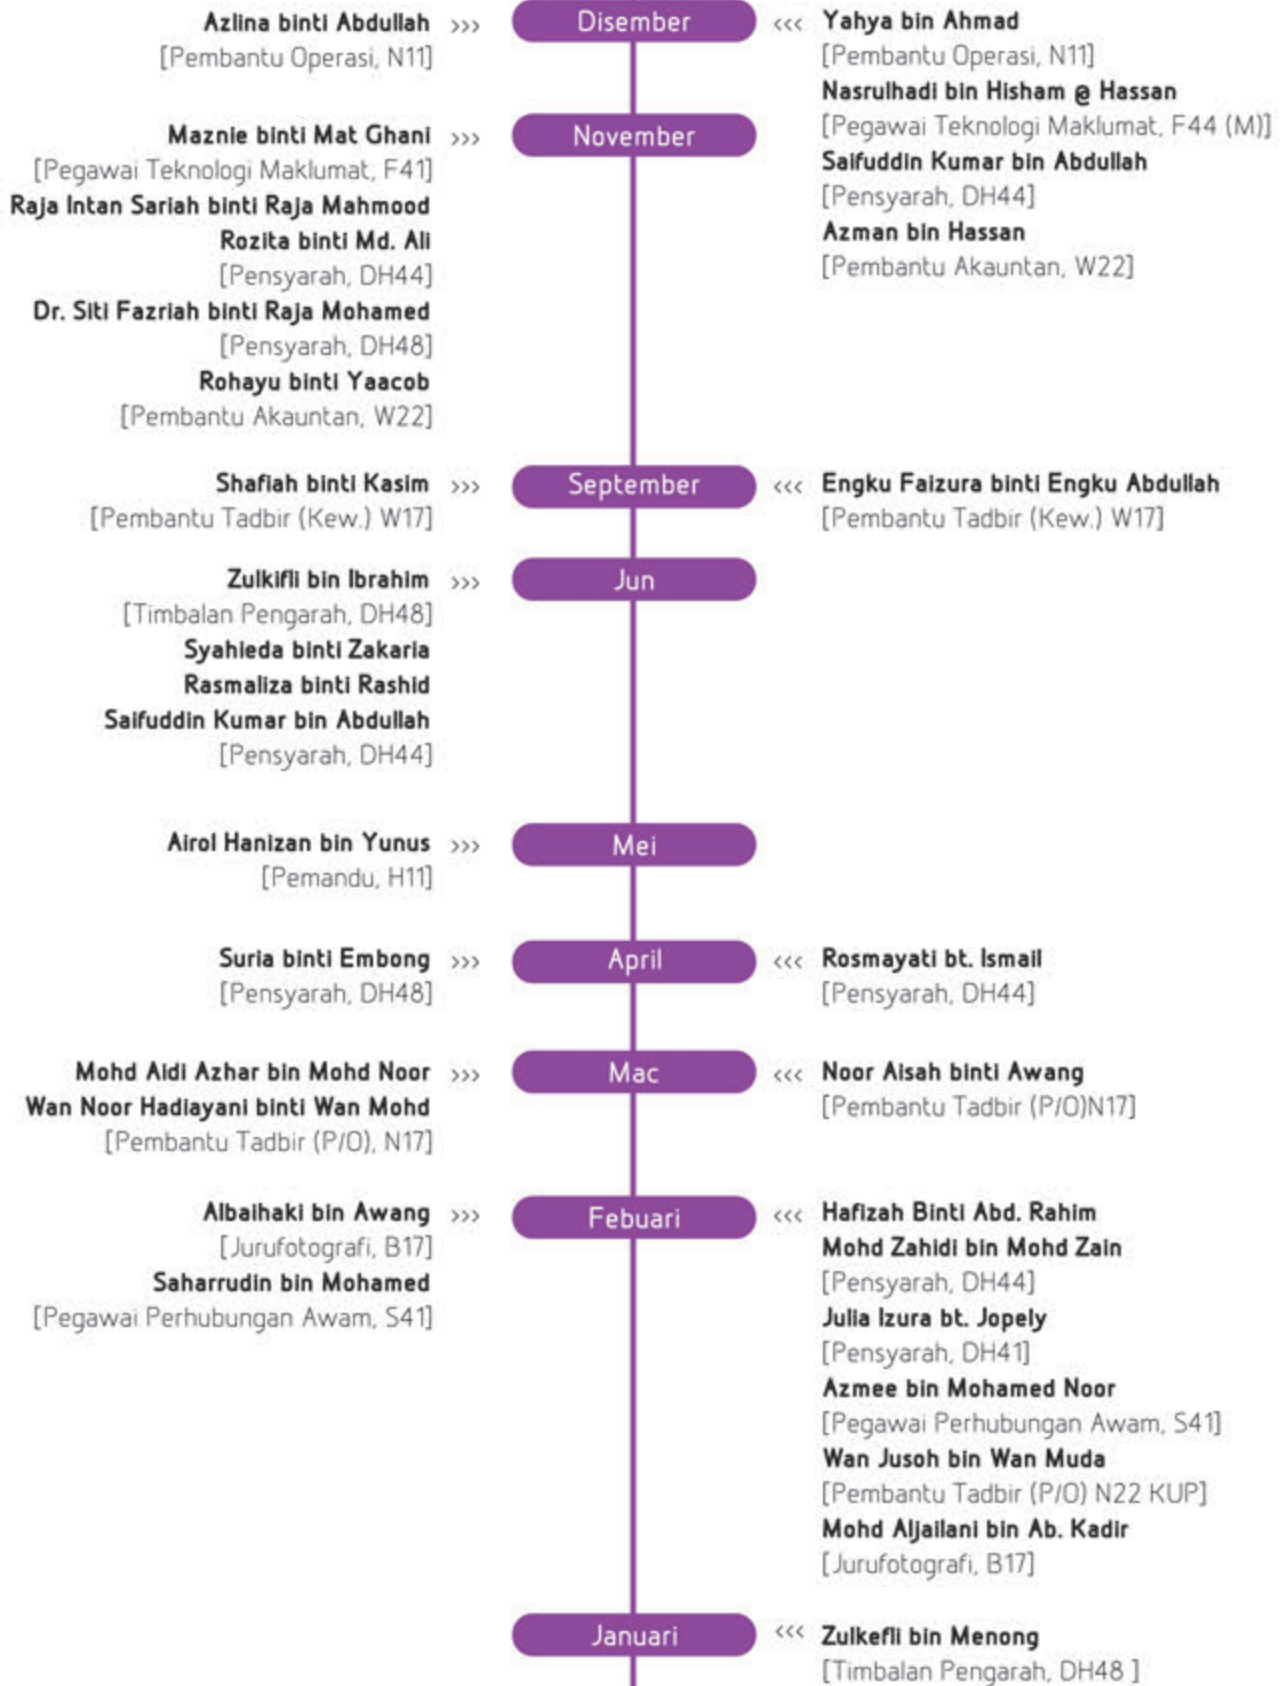 Azlina binti Abdullah >>>
[Pembantu Operasi, N11]
Disember
<<< Yahya bin Ahmad
[Pembantu Operasi, N11]
Nasrulhadi bin Hisham @ Hassan
[Pegawai Teknologi Maklumat, F44 (M)]
Saifuddin Kumar bin Abdullah
[Pensyarah, DH44]
Azman bin Hassan
[Pembantu Akauntan, W22]
Maznie binti Mat Ghani >>>
[Pegawai Teknologi Maklumat, F41]
Raja Intan Sariah binti Raja Mahmood
Rozita binti Md. Ali
[Pensyarah, DH44]
Dr. Siti Fazriah binti Raja Mohamed
[Pensyarah, DH48]
Rohayu binti Yaacob
[Pembantu Akauntan, W22]
November
Shafiah binti Kasim >>>
[Pembantu Tadbir (Kew.) W17]
September
<<< Engku Faizura binti Engku Abdullah
[Pembantu Tadbir (Kew.) W17]
Zulkifli bin Ibrahim >>>
[Timbalan Pengarah, DH48]
Syahieda binti Zakaria
Rasmaliza binti Rashid
Saifuddin Kumar bin Abdullah
[Pensyarah, DH44]
Jun
Airol Hanizan bin Yunus >>>
[Pemandu, H11]
Mei
Suria binti Embong >>>
[Pensyarah, DH48]
April
<<< Rosmayati bt. Ismail
[Pensyarah, DH44]
Mohd Aidi Azhar bin Mohd Noor >>>
Wan Noor Hadiayani binti Wan Mohd
[Pembantu Tadbir (P/O), N17]
Mac
<<< Noor Aisah binti Awang
[Pembantu Tadbir (P/O)N17]
Albaihaki bin Awang >>>
[Jurufotografi, B17]
Saharrudin bin Mohamed
[Pegawai Perhubungan Awam, S41]
Febuari
<<< Hafizah Binti Abd. Rahim
Mohd Zahidi bin Mohd Zain
[Pensyarah, DH44]
Julia Izura bt. Jopely
[Pensyarah, DH41]
Azmee bin Mohamed Noor
[Pegawai Perhubungan Awam, S41]
Wan Jusoh bin Wan Muda
[Pembantu Tadbir (P/O) N22 KUP]
Mohd Aljailani bin Ab. Kadir
[Jurufotografi, B17]
Januari
<<< Zulkefli bin Menong
[Timbalan Pengarah, DH48 ]